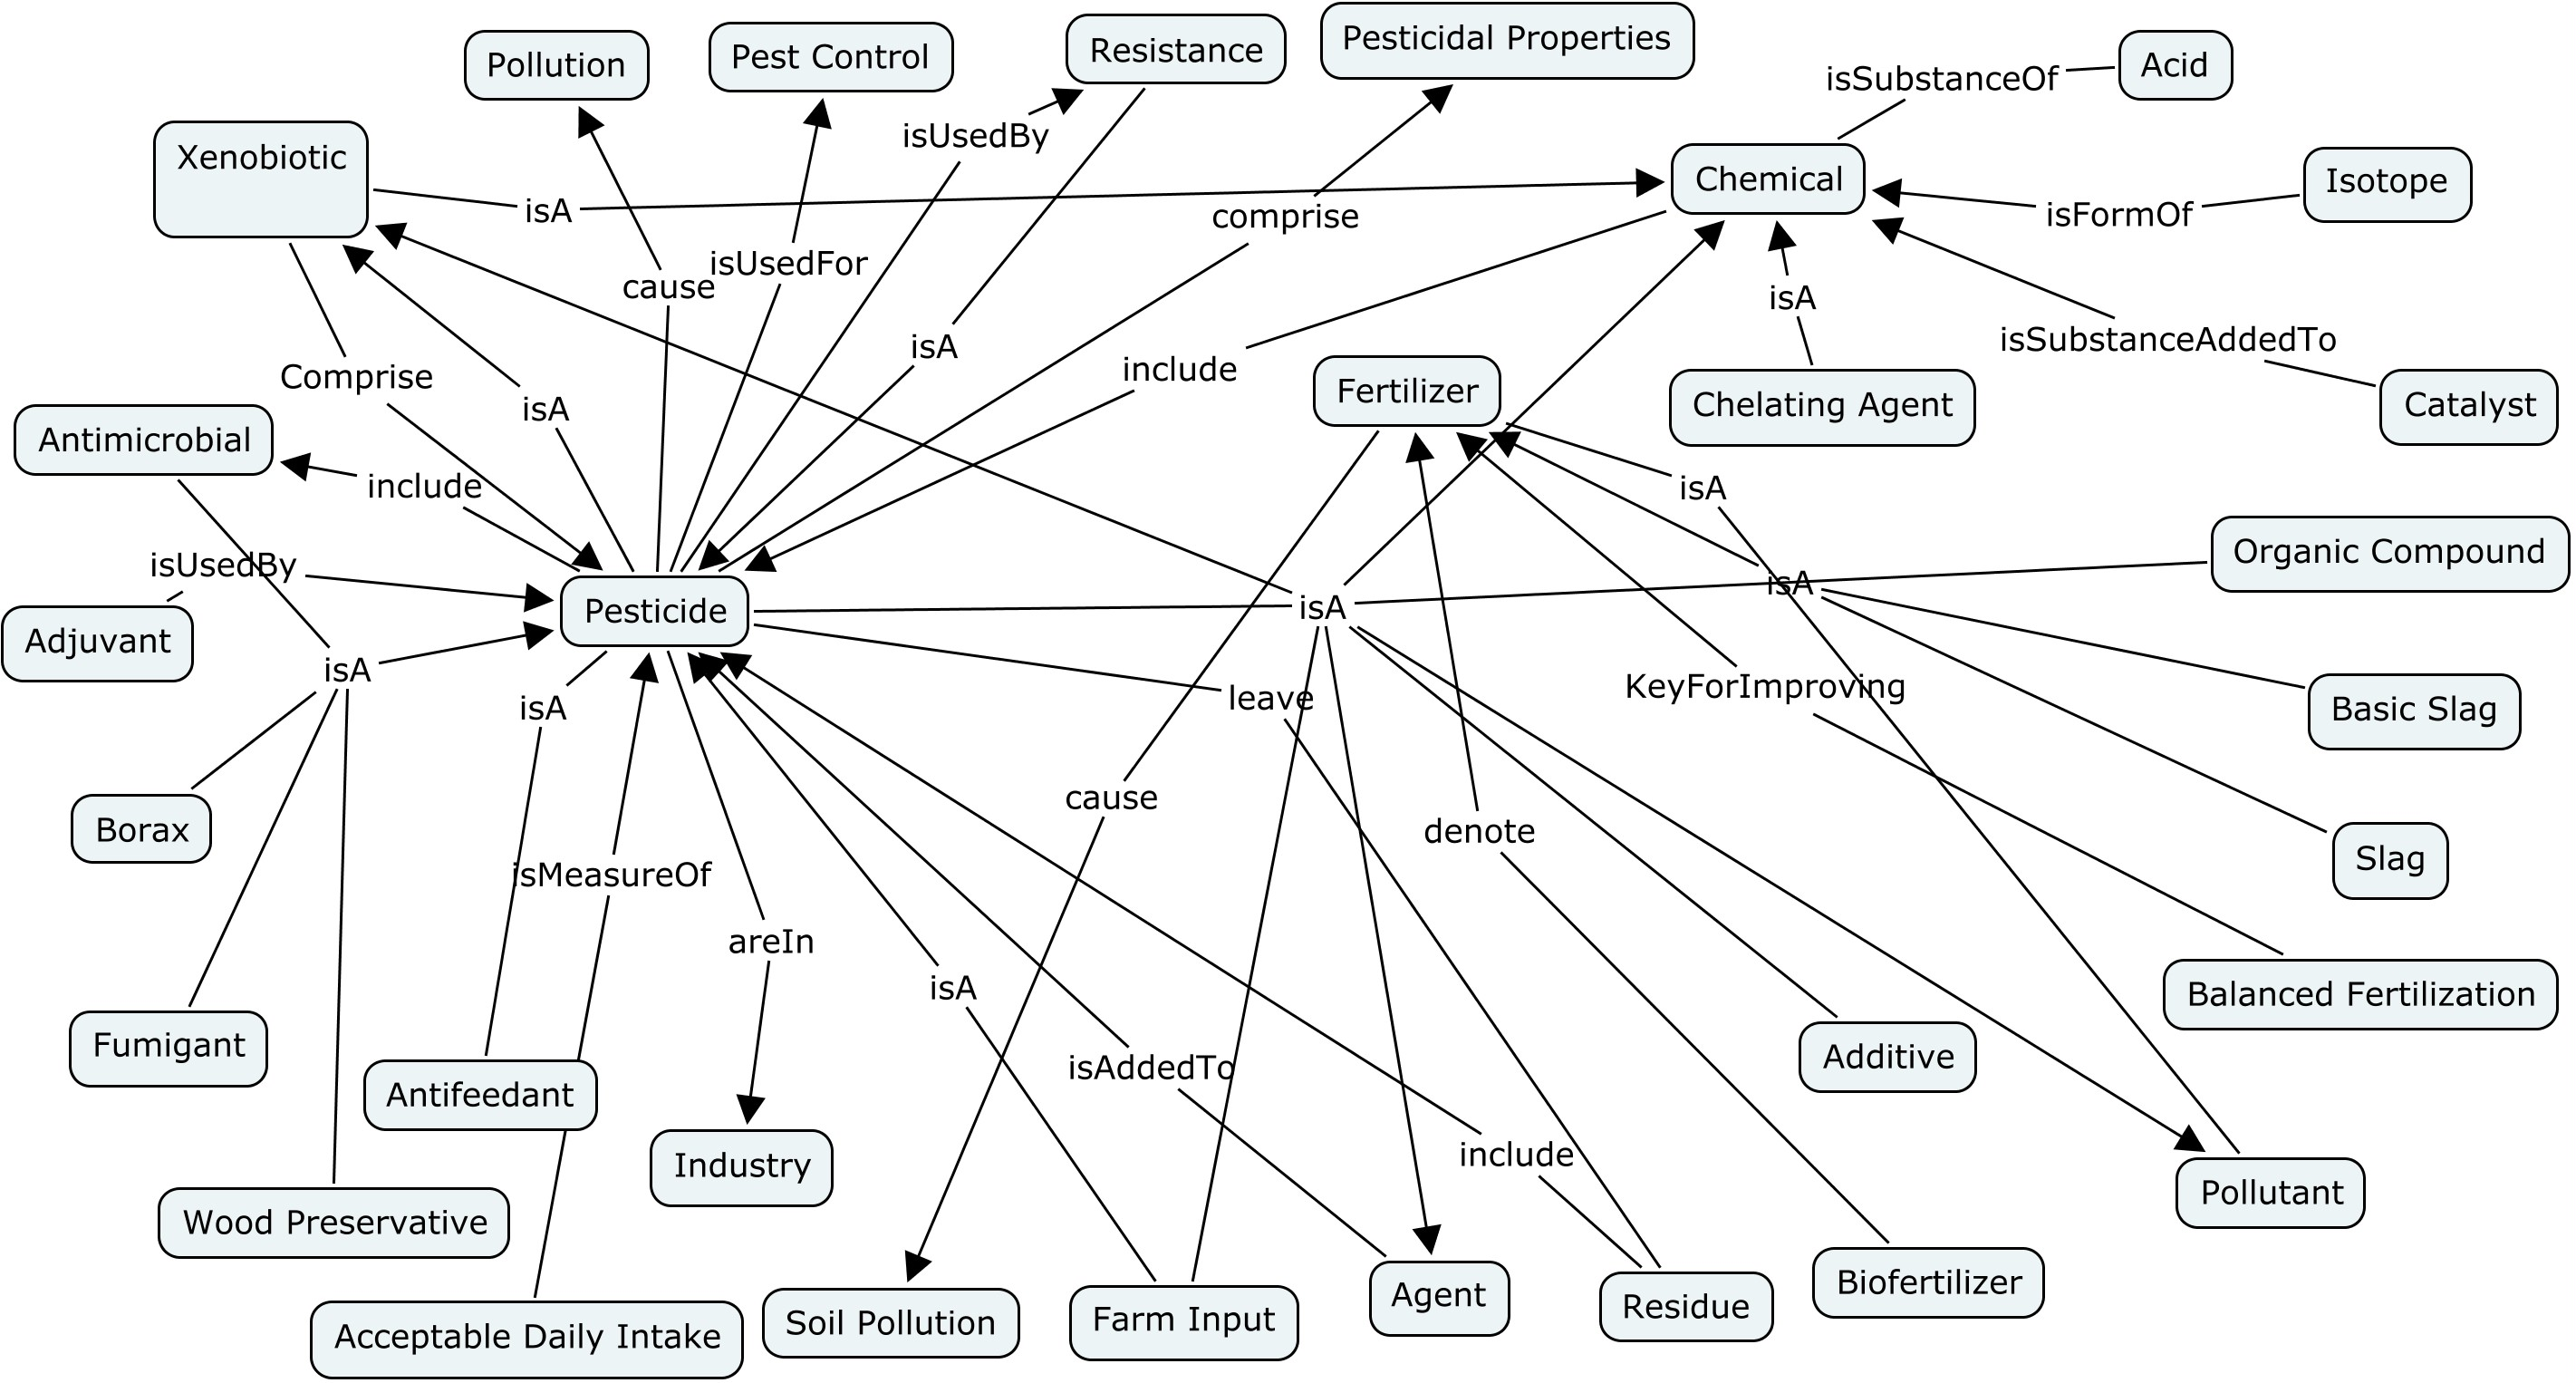 Pesticidal Properties
Resistance
Pest Control
Pollution
Acid
isSubstanceOf
isUsedBy
Xenobiotic
Chemical
Isotope
isA
comprise
isFormOf
isUsedFor
cause
isA
isSubstanceAddedTo
isA
include
Comprise
Fertilizer
Chelating Agent
Catalyst
isA
Antimicrobial
include
isA
Organic Compound
isUsedBy
isA
Pesticide
isA
Adjuvant
isA
KeyForImproving
leave
isA
Basic Slag
cause
Borax
denote
Slag
isMeasureOf
areIn
isA
Balanced Fertilization
Fumigant
Additive
isAddedTo
Antifeedant
include
Industry
Pollutant
Wood Preservative
Biofertilizer
Agent
Residue
Farm Input
Soil Pollution
Acceptable Daily Intake